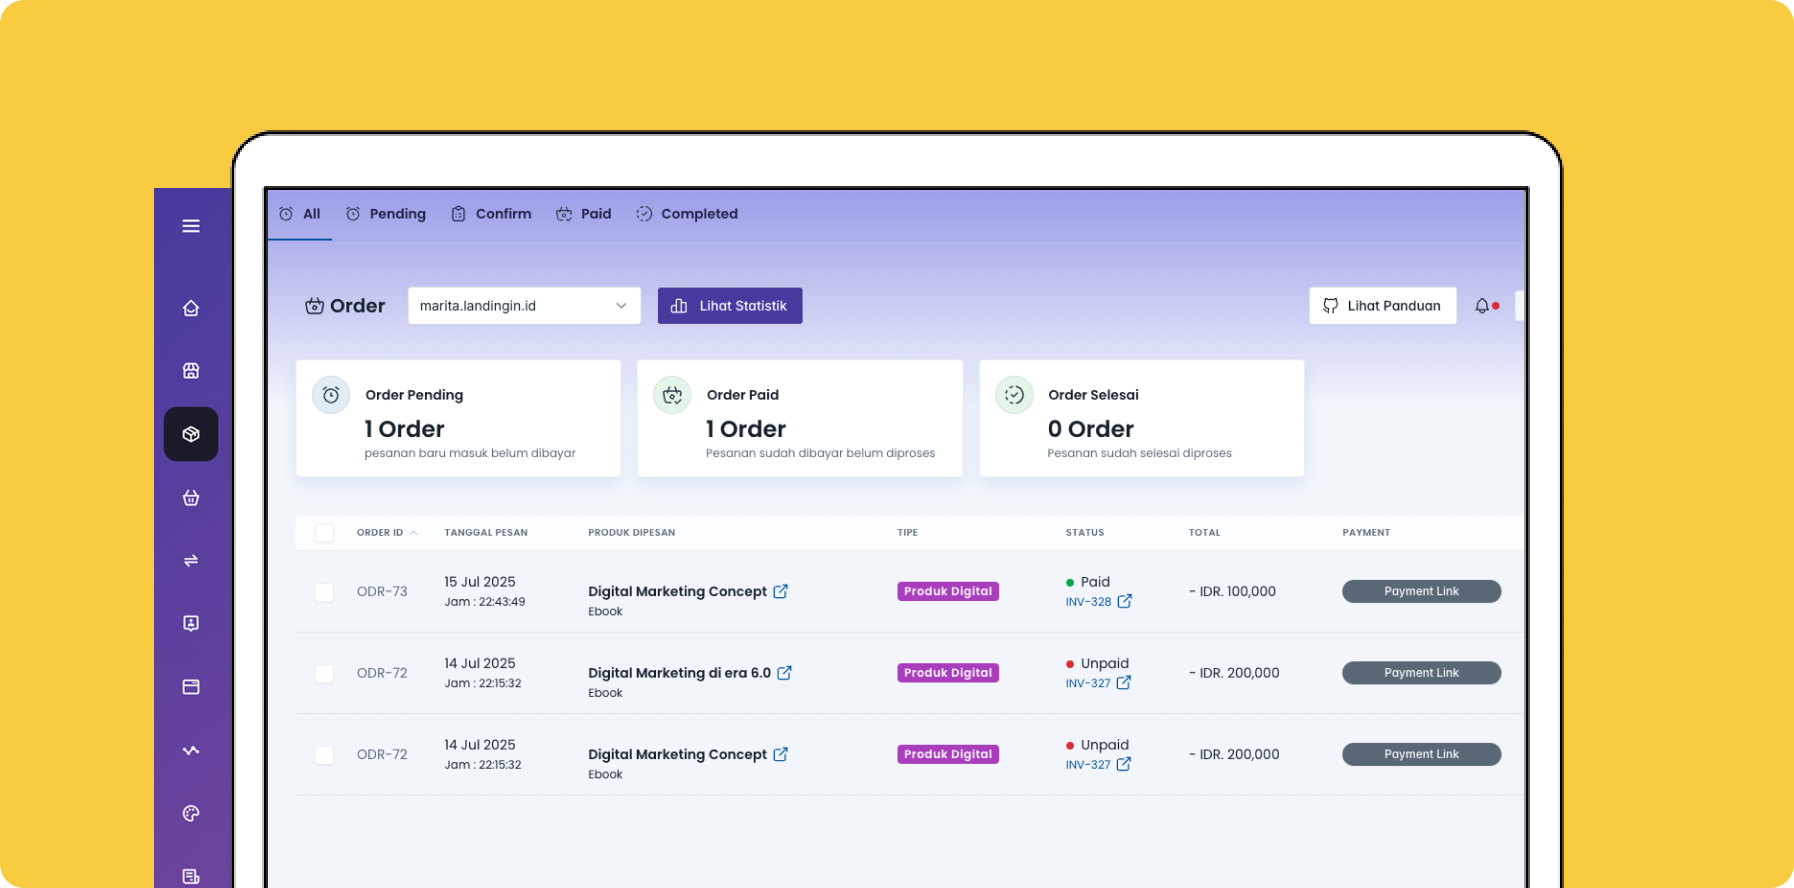 All Pending Confirm Paid Completed
Order marita.landingin.id Lihat Statistik Lihat Panduan
Order Pending
1 Order
pesanan baru masuk belum dibayar
Order Paid
1 Order
Pesanan sudah dibayar belum diproses
Order Selesai
0 Order
Pesanan sudah selesai diproses
ORDER ID TANGGAL PESAN PRODUK DIPESAN TIPE STATUS TOTAL PAYMENT
ODR-73 15 Jul 2025 Digital Marketing Concept Produk Digital Paid - IDR. 100,000 Payment Link
Jam : 22:43:49 Ebook INV-328
ODR-72 14 Jul 2025 Digital Marketing di era 6.0 Produk Digital Unpaid - IDR. 200,000 Payment Link
Jam : 22:15:32 Ebook INV-327
ODR-72 14 Jul 2025 Digital Marketing Concept Produk Digital Unpaid - IDR. 200,000 Payment Link
Jam : 22:15:32 Ebook INV-327